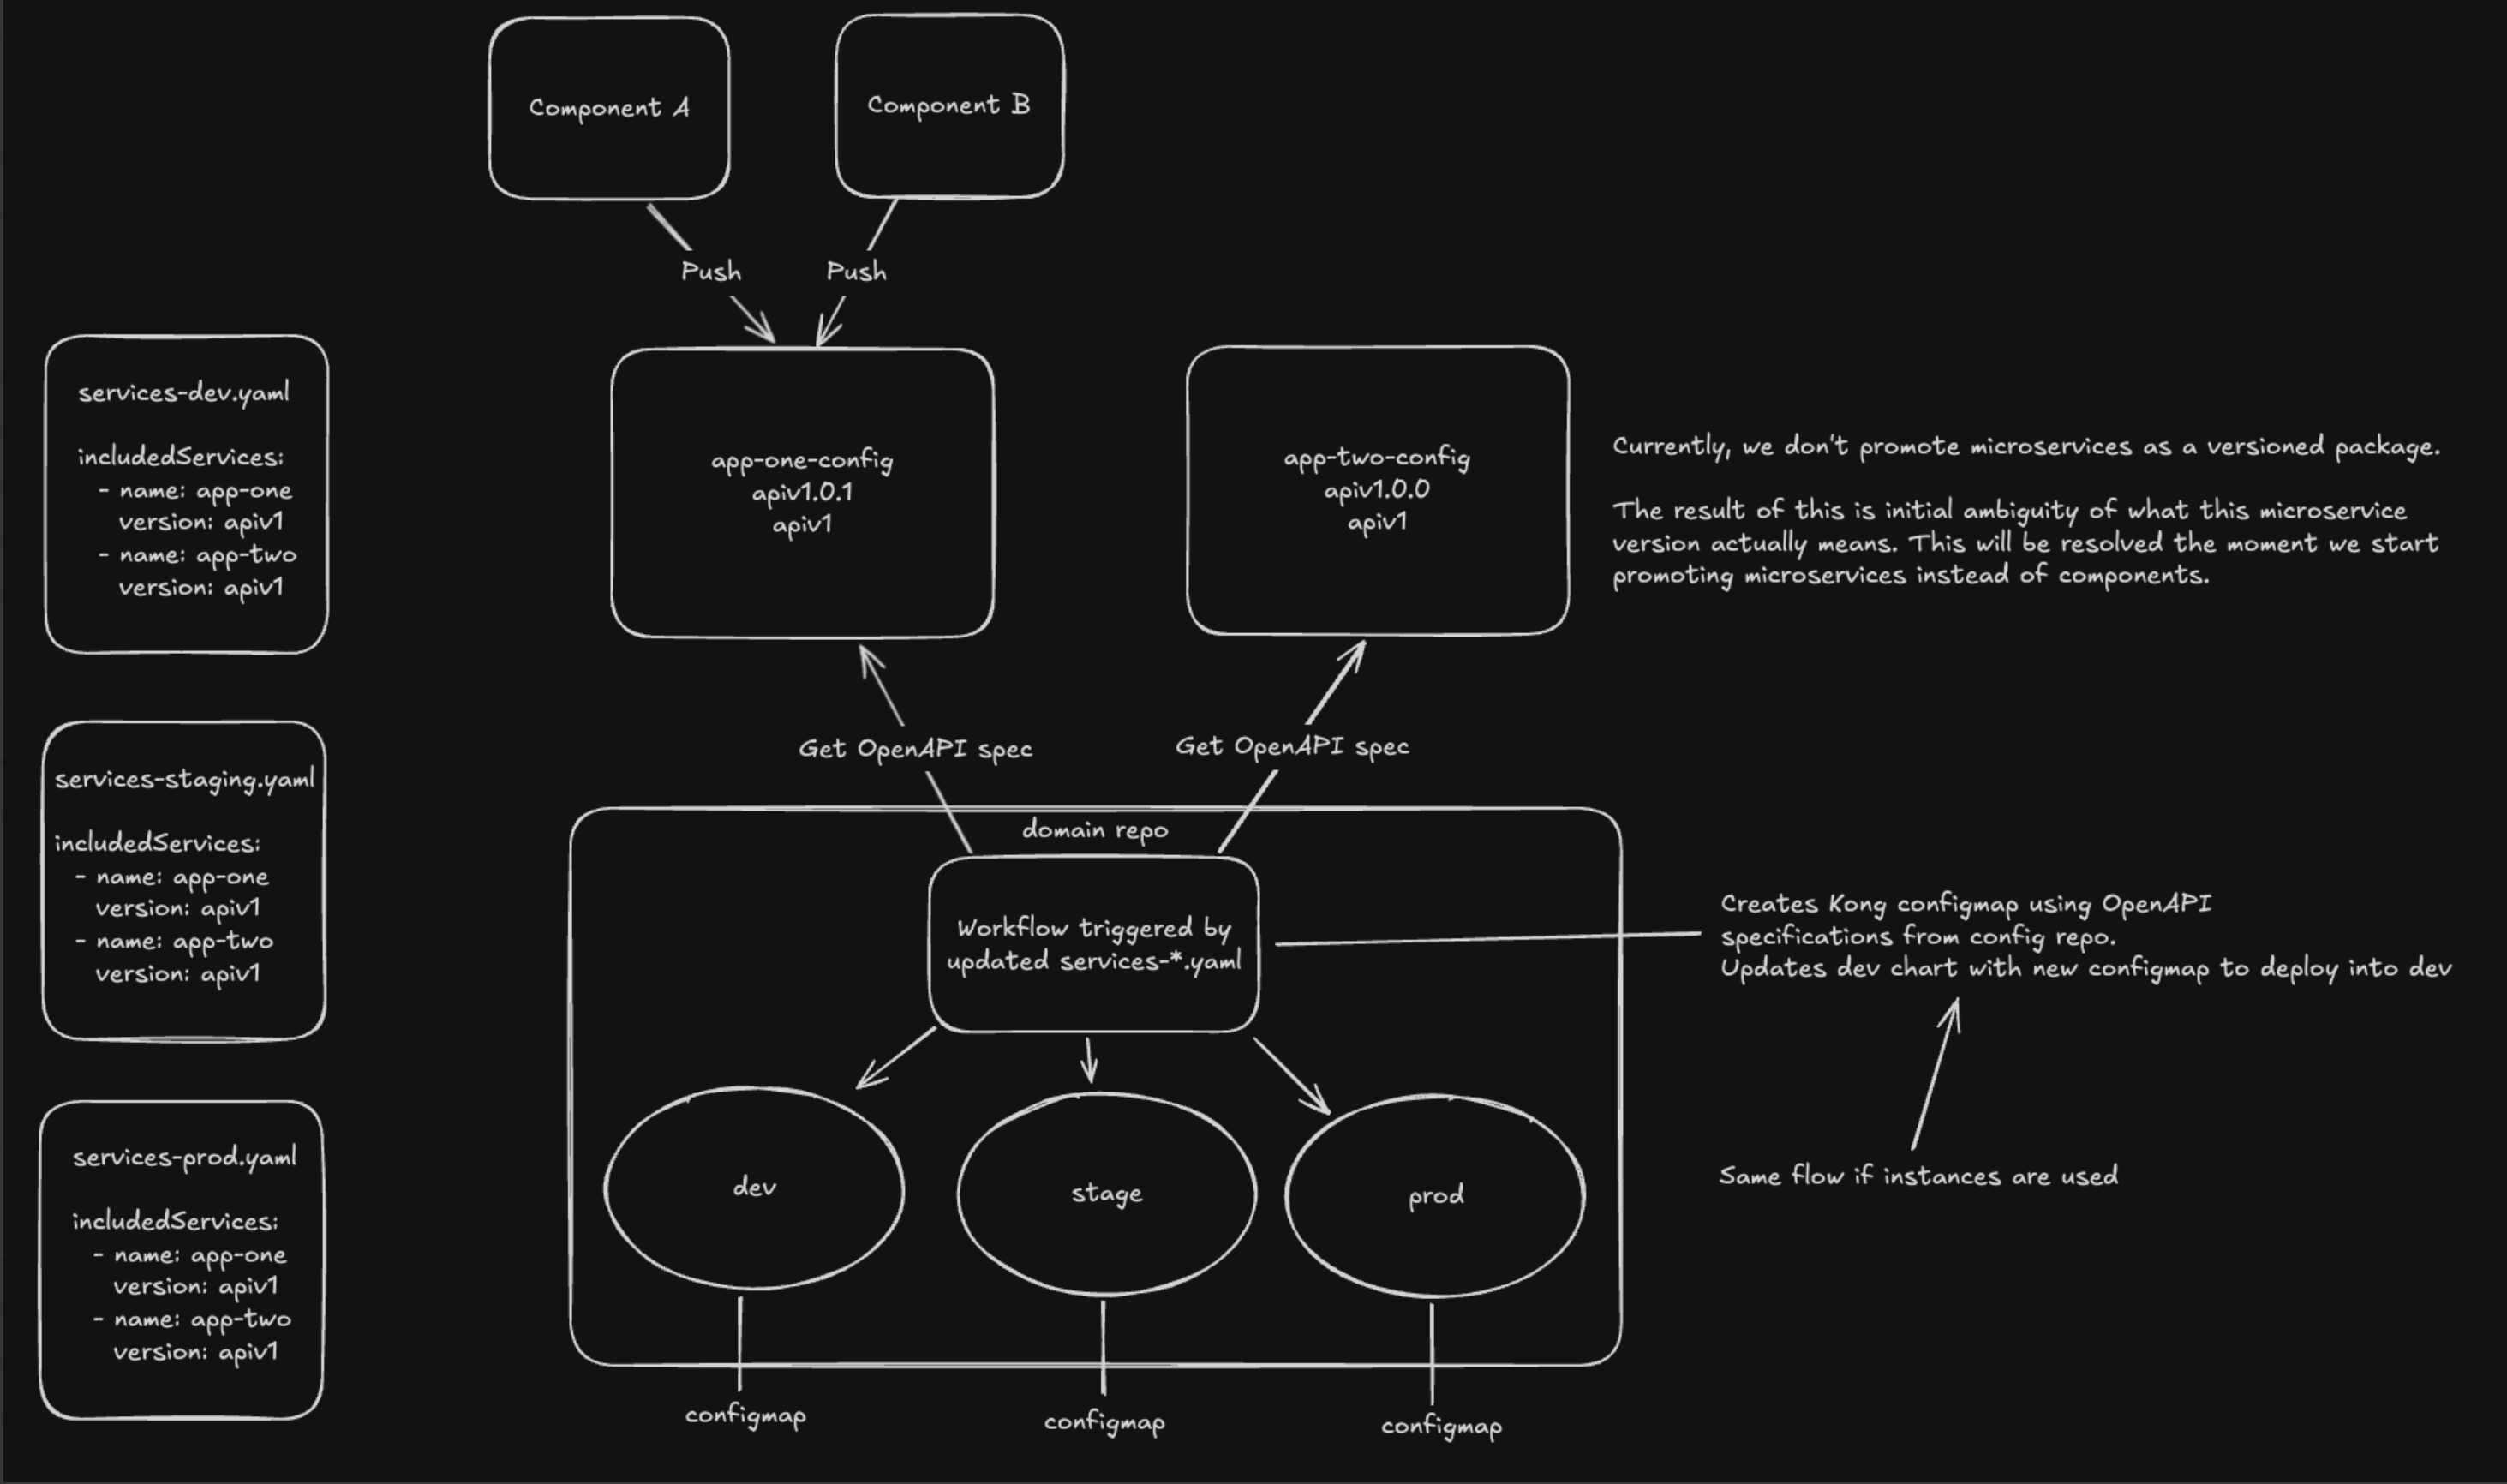 Component A
Component B
Push
Push
services-dev.yaml
includedServices:
- name: app-one
version: apiv1
- name: app-two
version: apiv1
app-one-config
apiv1.0.1
apiv1
app-two-config
apiv1.0.0
apiv1
Currently, we don't promote microservices as a versioned package.
The result of this is initial ambiguity of what this microservice
version actually means. This will be resolved the moment we start
promoting microservices instead of components.
services-staging.yaml
includedServices:
- name: app-one
version: apiv1
- name: app-two
version: apiv1
Get OpenAPI spec
Get OpenAPI spec
domain repo
Workflow triggered by
updated services-*.yaml
Creates Kong configmap using OpenAPI
specifications from config repo.
Updates dev chart with new configmap to deploy into dev
Same flow if instances are used
services-prod.yaml
includedServices:
- name: app-one
version: apiv1
- name: app-two
version: apiv1
dev
stage
prod
configmap
configmap
configmap